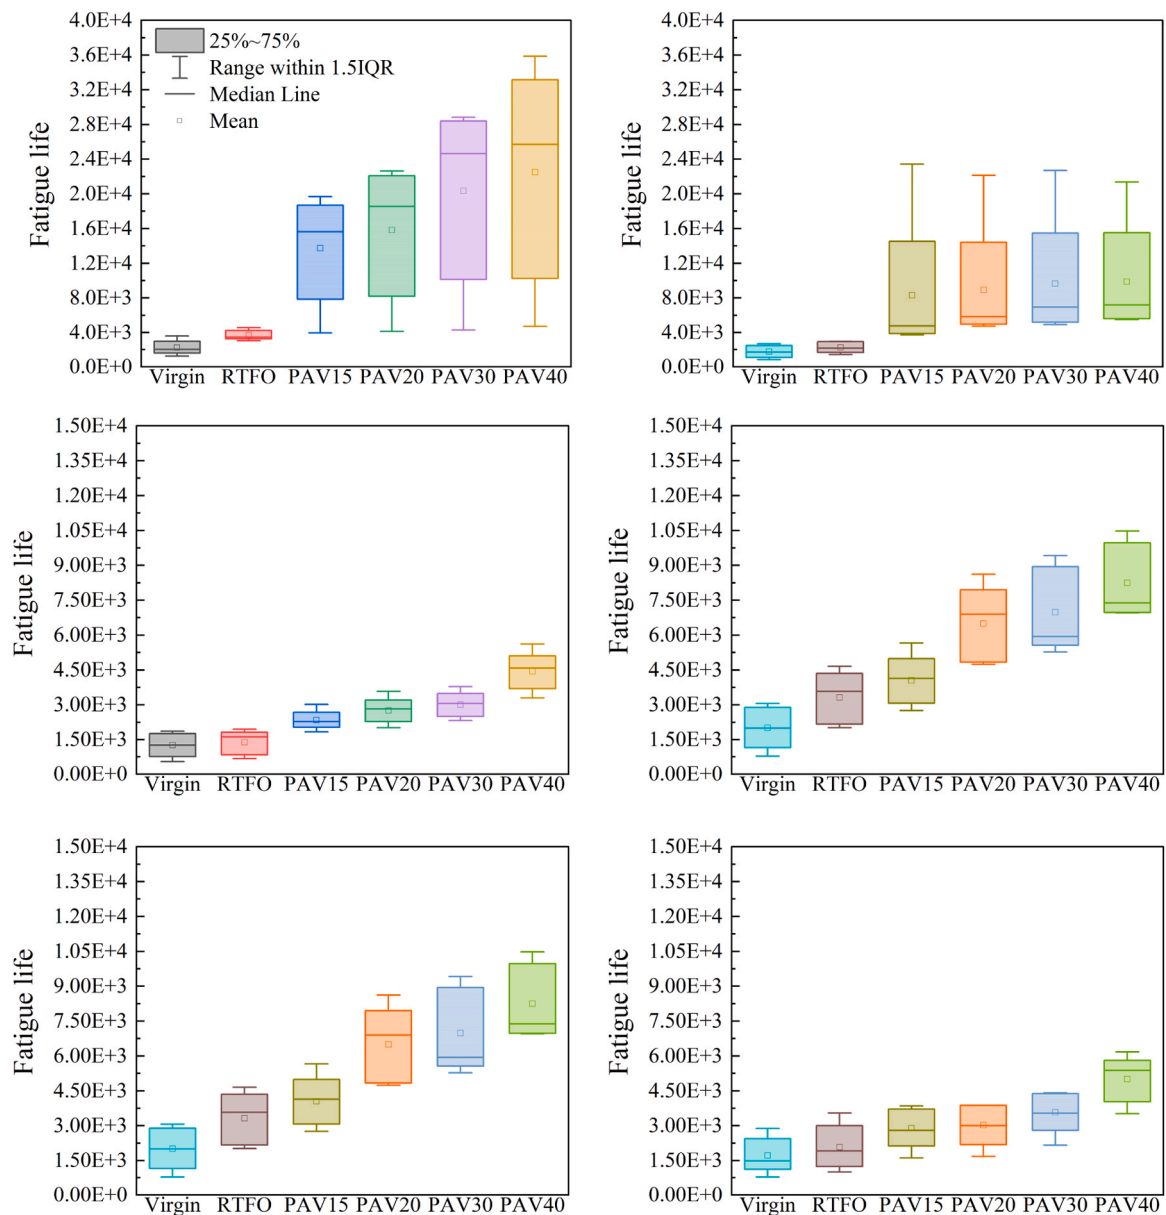 4.0E+4
3.6E+4
3.2E+4
2.8E+4
2.4E+4
2.0E+4
1.6E+4
1.2E+4
8.0E+3
4.0E+3
0.0E+0
Fatigue life
25%~75%
Range within 1.5IQR
Median Line
Mean
Virgin RTFO PAV15 PAV20 PAV30 PAV40
4.0E+4
3.6E+4
3.2E+4
2.8E+4
2.4E+4
2.0E+4
1.6E+4
1.2E+4
8.0E+3
4.0E+3
0.0E+0
Fatigue life
Virgin RTFO PAV15 PAV20 PAV30 PAV40
1.50E+4
1.35E+4
1.20E+4
1.05E+4
9.00E+3
7.50E+3
6.00E+3
4.50E+3
3.00E+3
1.50E+3
0.00E+0
Fatigue life
Virgin RTFO PAV15 PAV20 PAV30 PAV40
1.50E+4
1.35E+4
1.20E+4
1.05E+4
9.00E+3
7.50E+3
6.00E+3
4.50E+3
3.00E+3
1.50E+3
0.00E+0
Fatigue life
Virgin RTFO PAV15 PAV20 PAV30 PAV40
1.50E+4
1.35E+4
1.20E+4
1.05E+4
9.00E+3
7.50E+3
6.00E+3
4.50E+3
3.00E+3
1.50E+3
0.00E+0
Fatigue life
Virgin RTFO PAV15 PAV20 PAV30 PAV40
1.50E+4
1.35E+4
1.20E+4
1.05E+4
9.00E+3
7.50E+3
6.00E+3
4.50E+3
3.00E+3
1.50E+3
0.00E+0
Fatigue life
Virgin RTFO PAV15 PAV20 PAV30 PAV40